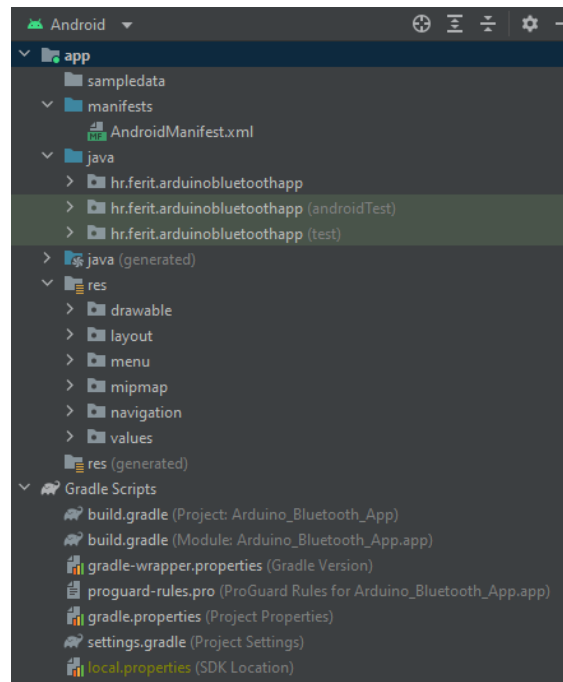 Android
app
sampledata
manifests
MF AndroidManifest.xml
java
hr.ferit.arduinobluetoothapp
hr.ferit.arduinobluetoothapp (androidTest)
hr.ferit.arduinobluetoothapp (test)
java (generated)
res
drawable
layout
menu
mipmap
navigation
values
res (generated)
Gradle Scripts
build.gradle (Project: Arduino_Bluetooth_App)
build.gradle (Module: Arduino_Bluetooth_App.app)
gradle-wrapper.properties (Gradle Version)
proguard-rules.pro (ProGuard Rules for Arduino_Bluetooth_App.app)
gradle.properties (Project Properties)
settings.gradle (Project Settings)
local.properties (SDK Location)